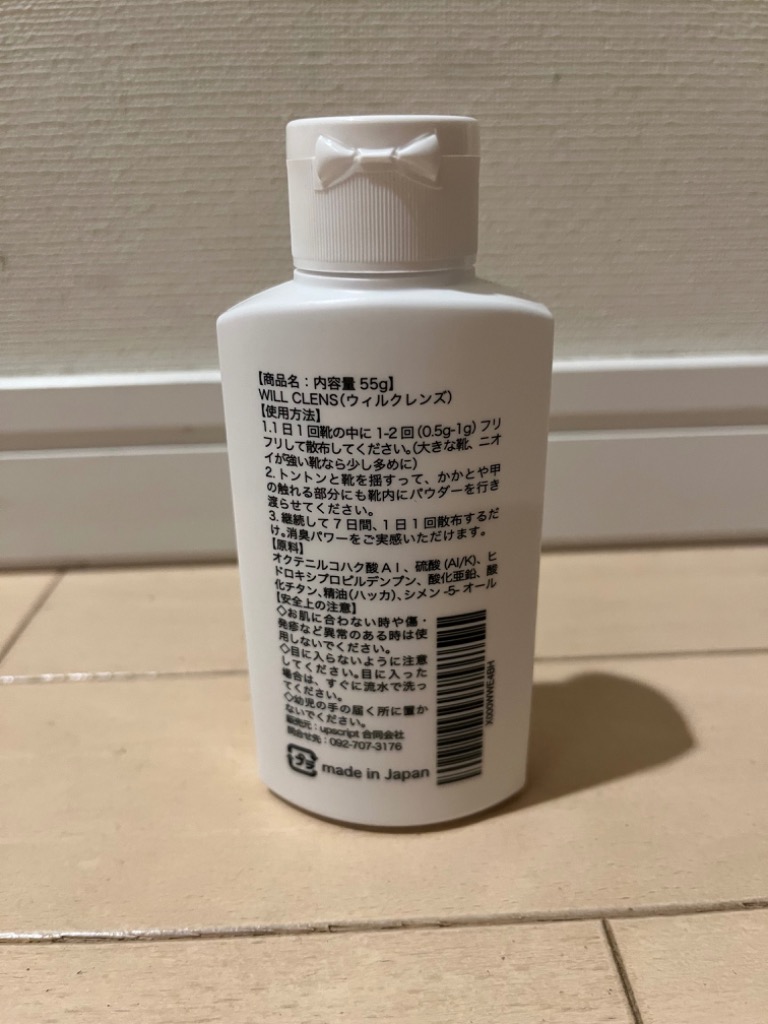 【商品名：内容量 55g】
WILL CLENS（ウィルクレンズ）
【使用方法】
1.1日1回靴の中に 1-2 回（0.5g-1g）フリ
フリして散布してください。（大きな靴、ニオ
イが強い靴なら少し多めに）
2. トントンと靴を揺すって、かかとや甲
の触れる部分にも靴内にパウダーを行き
渡らせてください。
3. 継続して 7 日間、1 日 1 回散布するだ
け。消臭パワーをご実感いただけます。
【原料】
オクテニルコハク酸 A l 、硫酸 (Al/K)、ヒ
ドロキシプロピルデンプン、酸化亜鉛、酸
化チタン、精油（ハッカ）、シメン -5- オール
【安全上の注意】
◇お肌に合わない時や傷・
発疹など異常のある時は使
用しないでください。
◇目に入らないように注意
してください。目に入った
場合は、すぐに流水で洗っ
てください。
◇幼児の手の届く所に置か
ないでください。
販売元：upscript 合同会社
問合せ先：092-707-3176
プラ made in Japan
X000WWE4BH